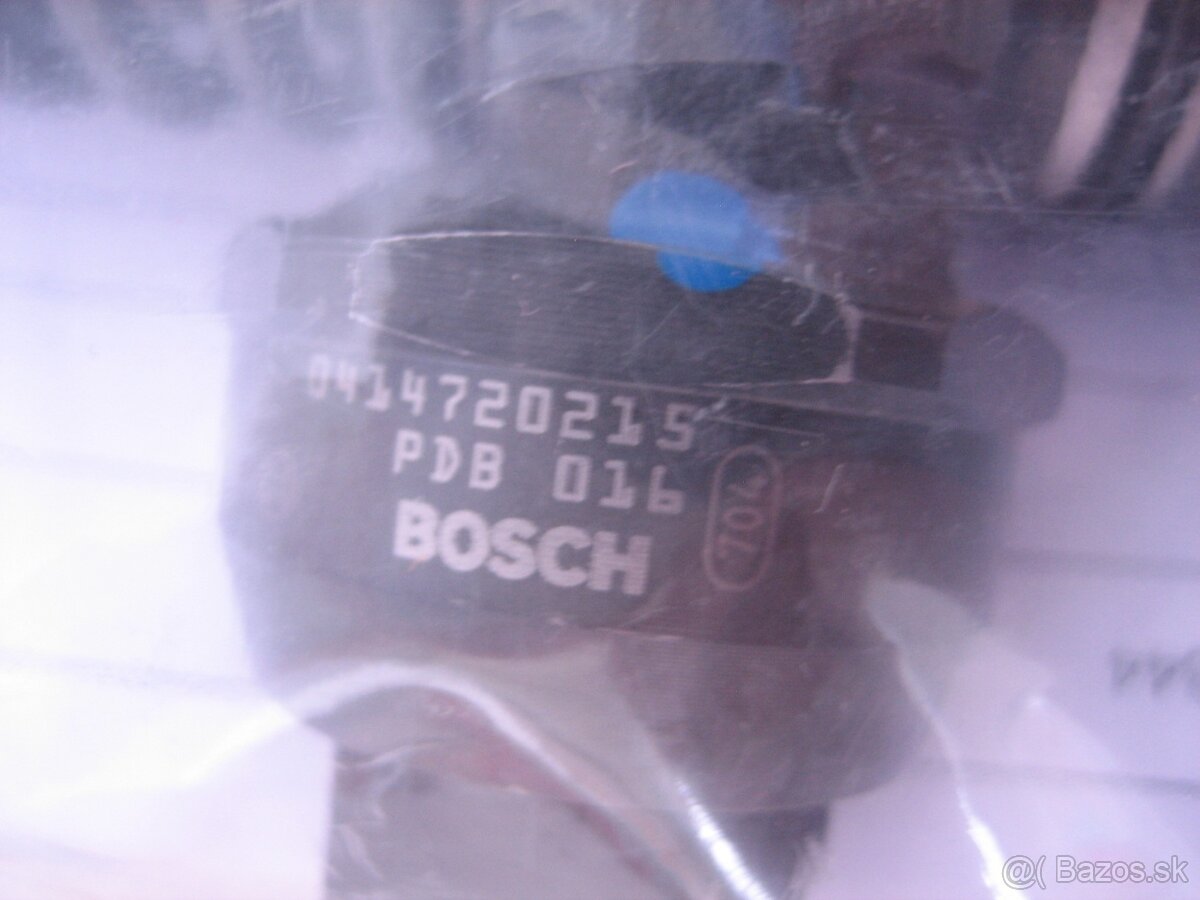 0414720215
PDB 016
BOSCH
704
@( Bazos.sk